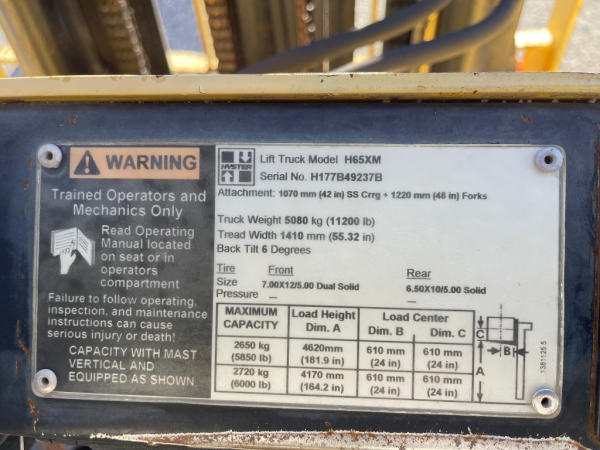 WARNING
Trained Operators and
Mechanics Only
Read Operating
Manual located
on seat or in
operators
compartment
Failure to follow operating,
inspection, and maintenance
instructions can cause
serious injury or death!
CAPACITY WITH MAST
VERTICAL AND
EQUIPPED AS SHOWN
HYSTER
Lift Truck Model H65XM
Serial No. H177B49237B
Attachment: 1070 mm (42 in) SS Crrg + 1220 mm (48 in) Forks
Truck Weight 5080 kg (11200 lb)
Tread Width 1410 mm (55.32 in)
Back Tilt 6 Degrees
Tire Front Rear
Size 7.00X12/5.00 Dual Solid 6.50X10/5.00 Solid
Pressure — —
MAXIMUM CAPACITY Load Height Dim. A Load Center Dim. B Dim. C
2650 kg 4620mm 610 mm 610 mm
(5850 lb) (181.9 in) (24 in) (24 in)
2720 kg 4170 mm 610 mm 610 mm
(6000 lb) (164.2 in) (24 in) (24 in)
C
B
A
1381125.5